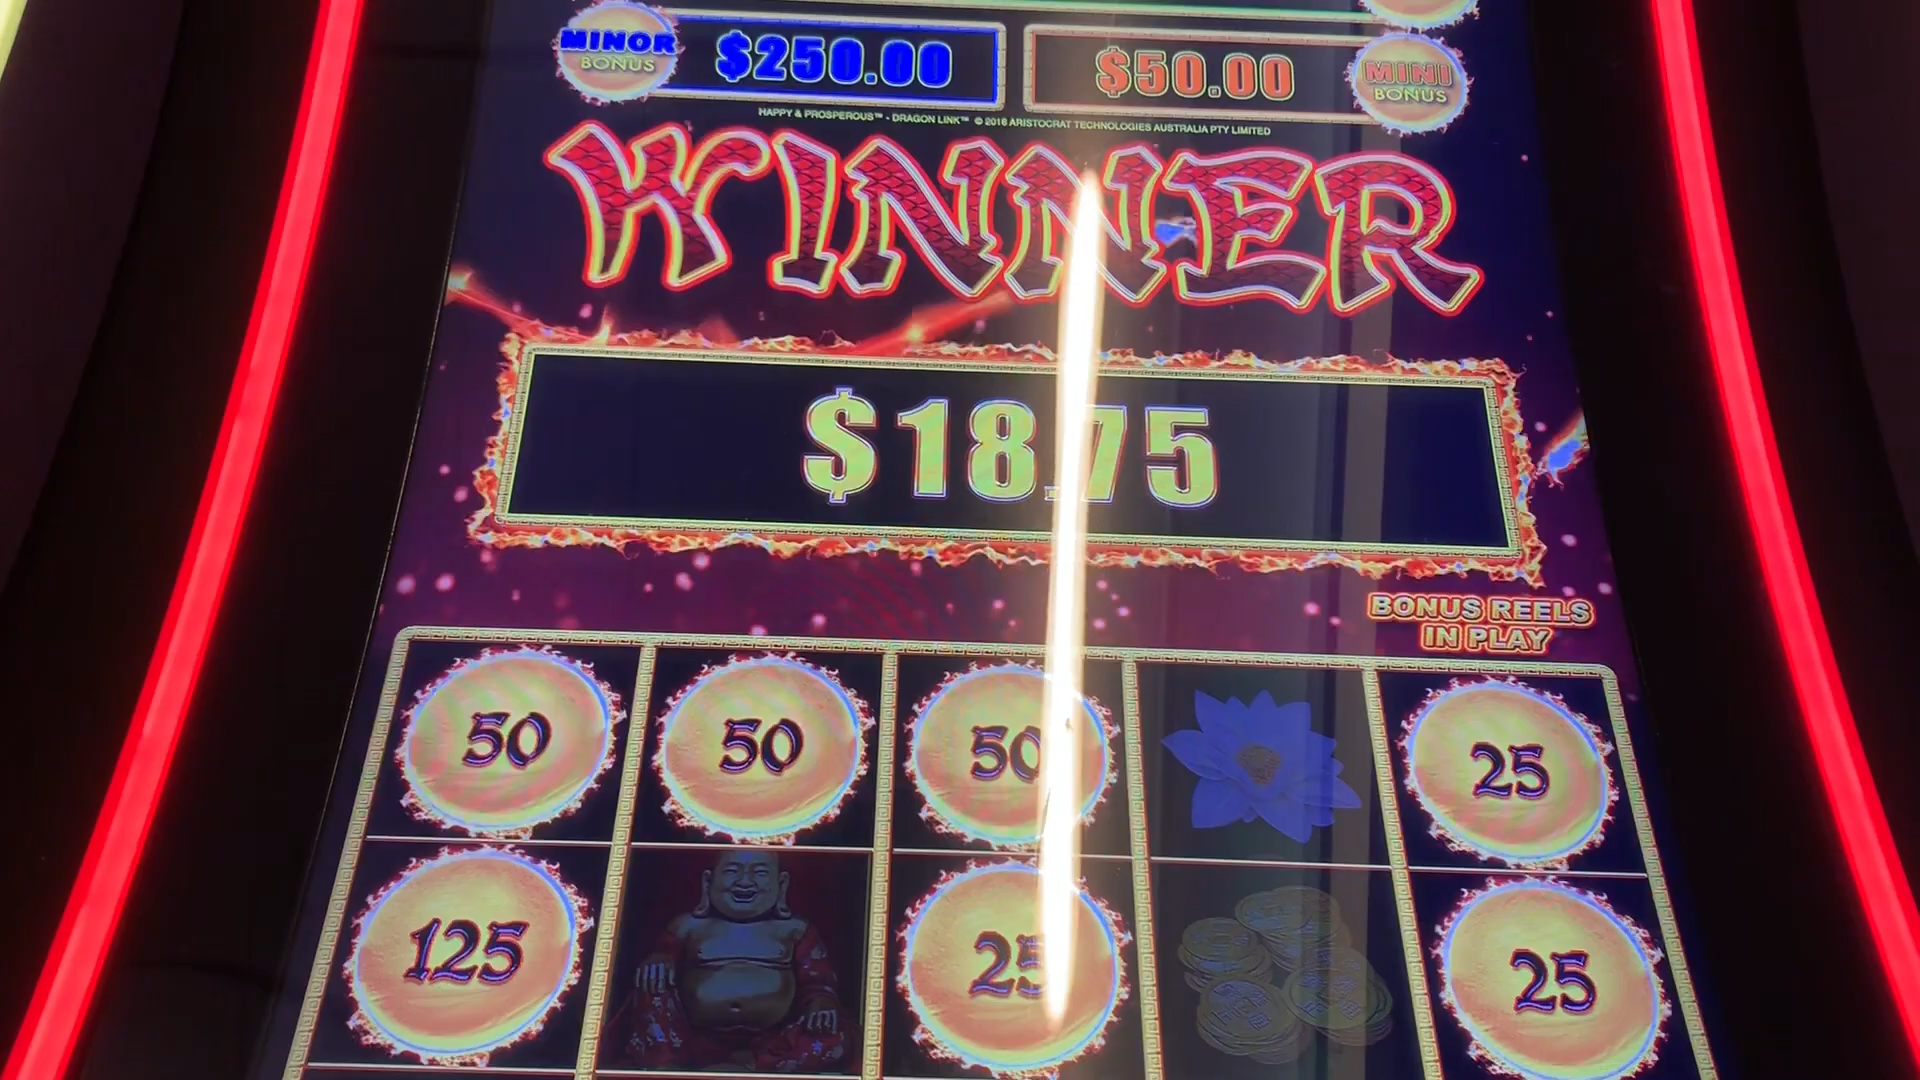 MINOR
BONUS
$250.00
$50.00
MINI
BONUS
HAPPY & PROSPEROUS™ - DRAGON LINK™ © 2016 ARISTOCRAT TECHNOLOGIES AUSTRALIA PTY LIMITED
WINNER
$18.75
BONUS REELS
IN PLAY
50
50
50
25
125
25
25